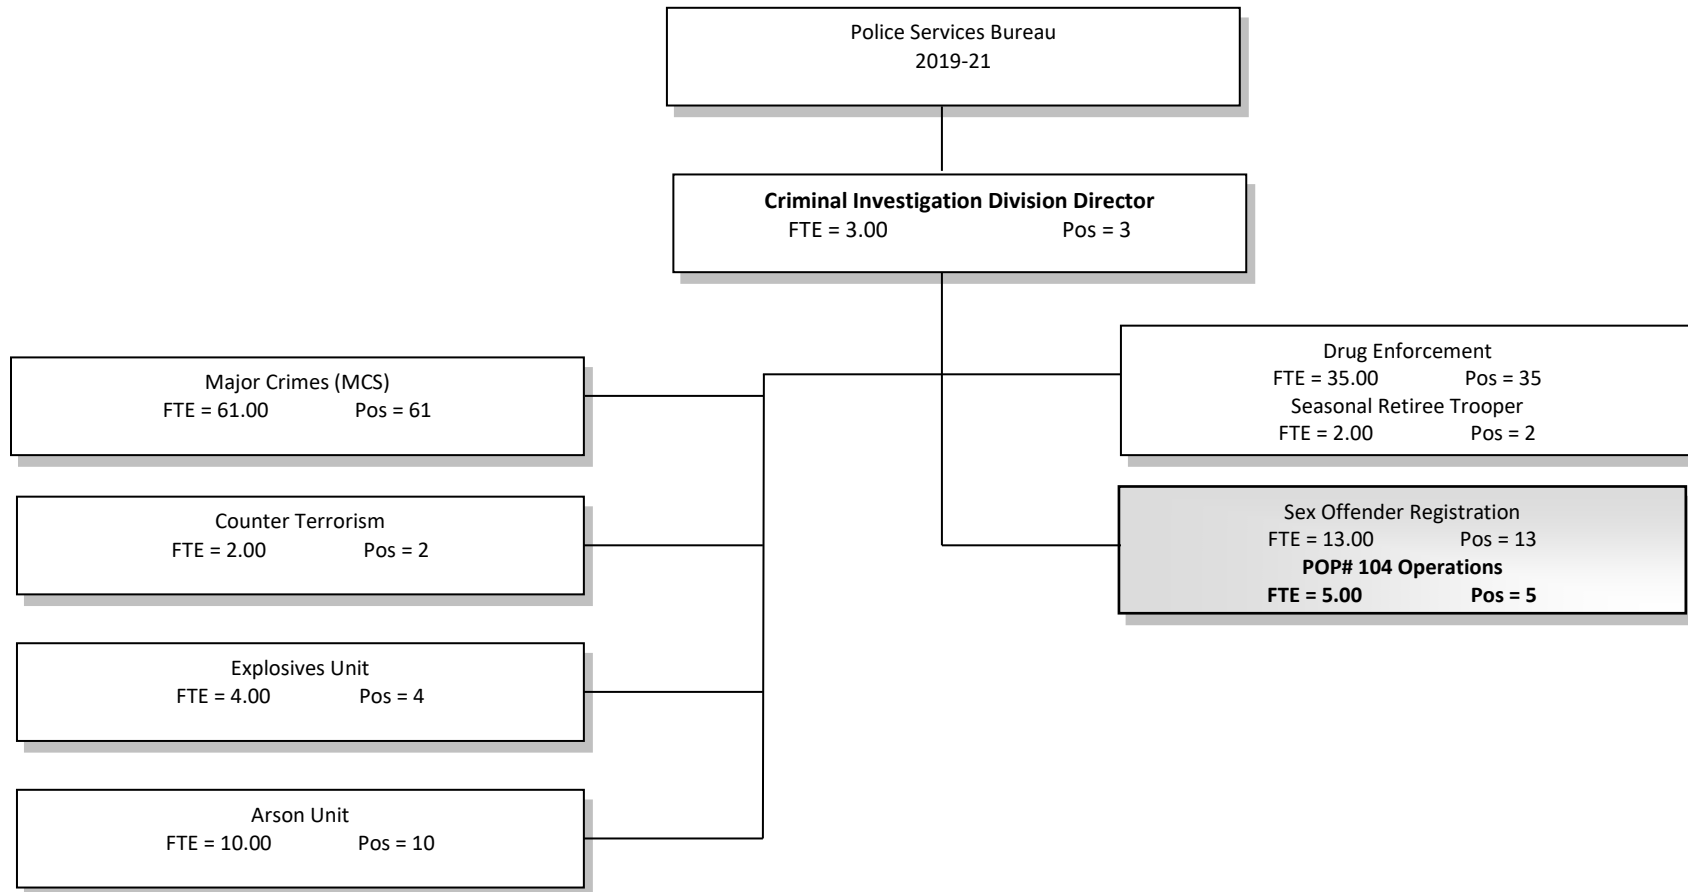 Police Services Bureau
2019-21
Criminal Investigation Division Director
FTE = 3.00 Pos = 3
Major Crimes (MCS)
FTE = 61.00 Pos = 61
Counter Terrorism
FTE = 2.00 Pos = 2
Explosives Unit
FTE = 4.00 Pos = 4
Arson Unit
FTE = 10.00 Pos = 10
Drug Enforcement
FTE = 35.00 Pos = 35
Seasonal Retiree Trooper
FTE = 2.00 Pos = 2
Sex Offender Registration
FTE = 13.00 Pos = 13
POP# 104 Operations
FTE = 5.00 Pos = 5